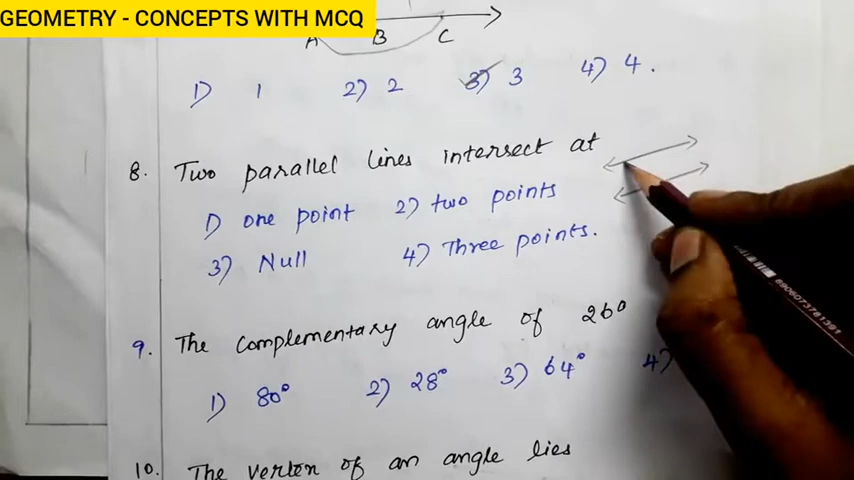 GEOMETRY - CONCEPTS WITH MCQ
A B C
1) 1 2) 2 3) 3 4) 4.
8. Two parallel lines intersect at
1) one point 2) two points
3) Null 4) Three points.
9. The complementary angle of 26°
1) 80° 2) 28° 3) 64° 4)
10. The vertex of an angle lies
8906073781391